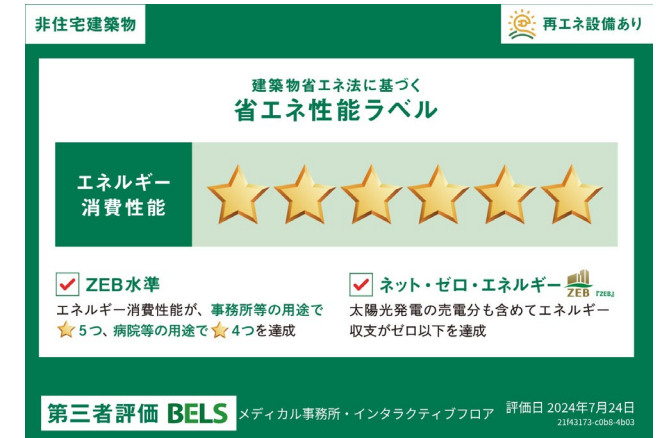 非住宅建築物
再エネ設備あり
建築物省エネ法に基づく
省エネ性能ラベル
エネルギー
消費性能
ZEB水準
エネルギー消費性能が、事務所等の用途で
5つ、病院等の用途で 4つを達成
ネット・ゼロ・エネルギー ZEB 『ZEB』
太陽光発電の売電分も含めてエネルギー
収支がゼロ以下を達成
第三者評価 BELS メディカル事務所・インタラクティブフロア 評価日 2024年7月24日
21f43173-c0b8-4b03